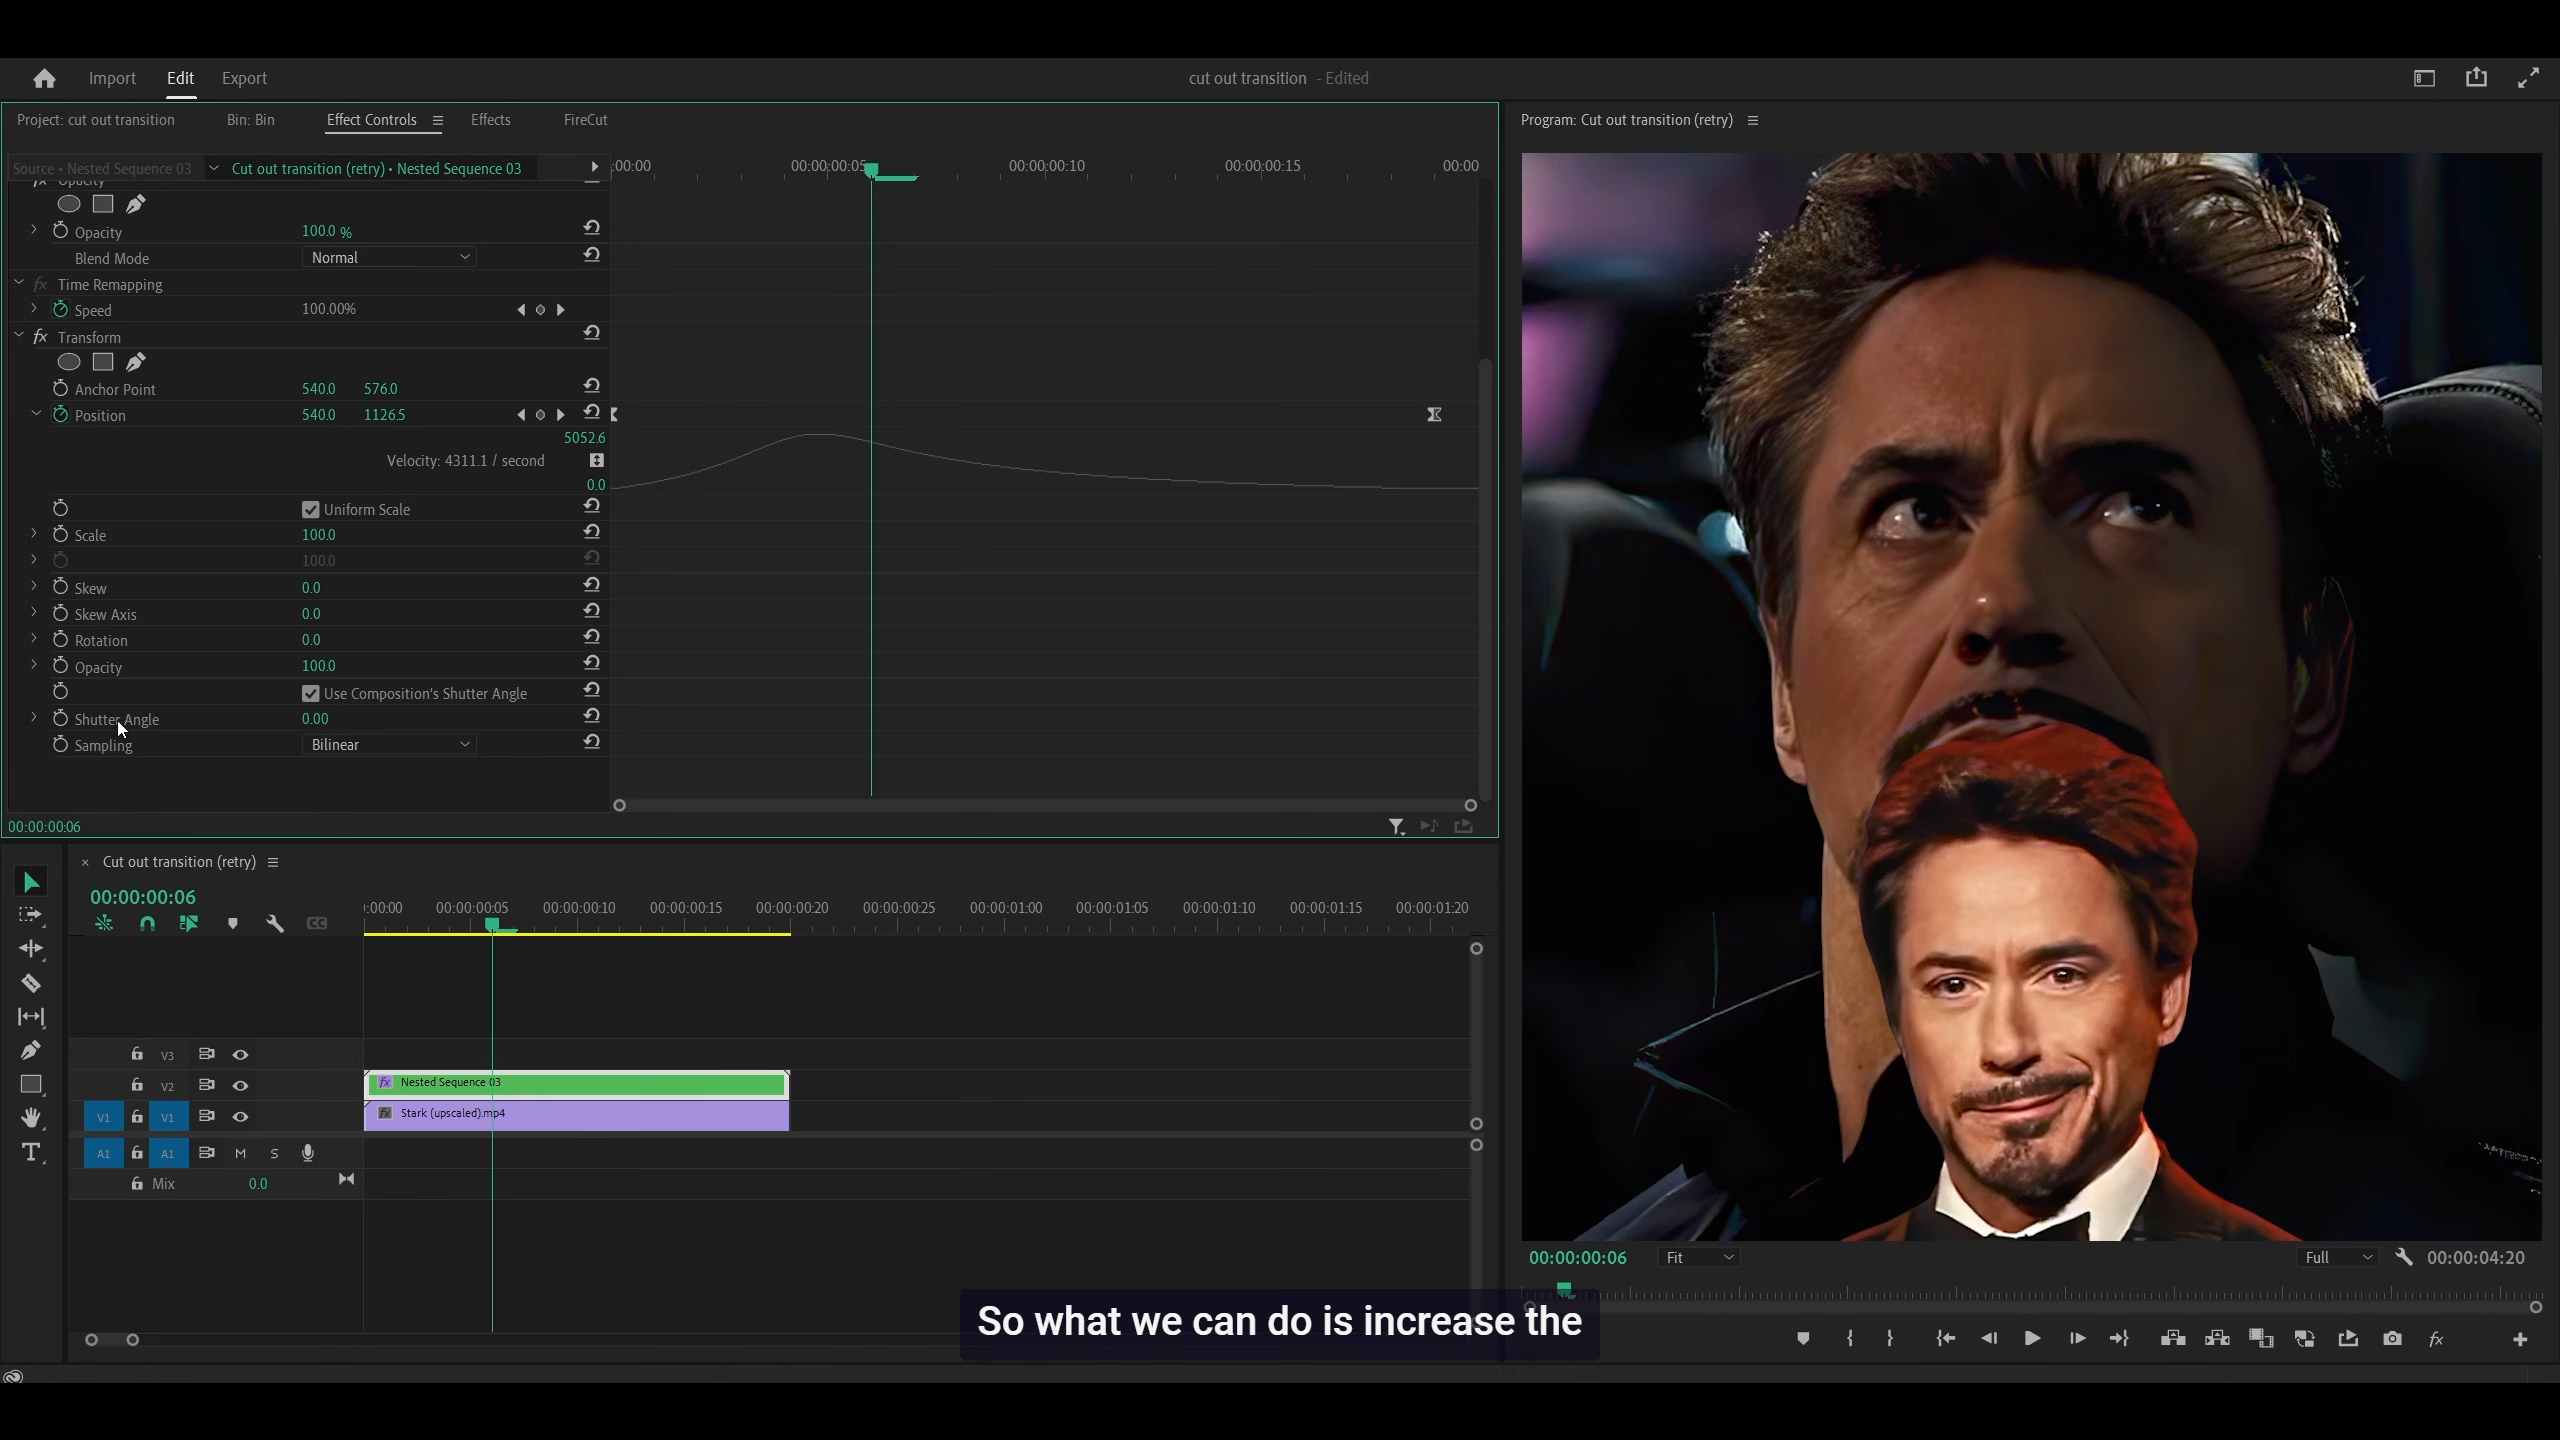 Import Edit Export
cut out transition - Edited
Project: cut out transition Bin: Bin Effect Controls Effects FireCut
Source • Nested Sequence 03 Cut out transition (retry) • Nested Sequence 03
:00:00 00:00:00:05 00:00:00:10 00:00:00:15 00:00
Opacity
Opacity 100.0 %
Blend Mode Normal
fx Time Remapping
Speed 100.00%
fx Transform
Anchor Point 540.0 576.0
Position 540.0 1126.5
5052.6
Velocity: 4311.1 / second
0.0
Uniform Scale
Scale 100.0
100.0
Skew 0.0
Skew Axis 0.0
Rotation 0.0
Opacity 100.0
Use Composition's Shutter Angle
Shutter Angle 0.00
Sampling Bilinear
00:00:00:06
Program: Cut out transition (retry)
× Cut out transition (retry)
00:00:00:06
:00:00 00:00:00:05 00:00:00:10 00:00:00:15 00:00:00:20 00:00:00:25 00:00:01:00 00:00:01:05 00:00:01:10 00:00:01:15 00:00:01:20
CC
V3
V2
fx Nested Sequence 03
V1 V1
fx Stark (upscaled).mp4
A1 A1 M S
Mix 0.0
T
00:00:00:06 Fit Full 00:00:04:20
fx
So what we can do is increase the